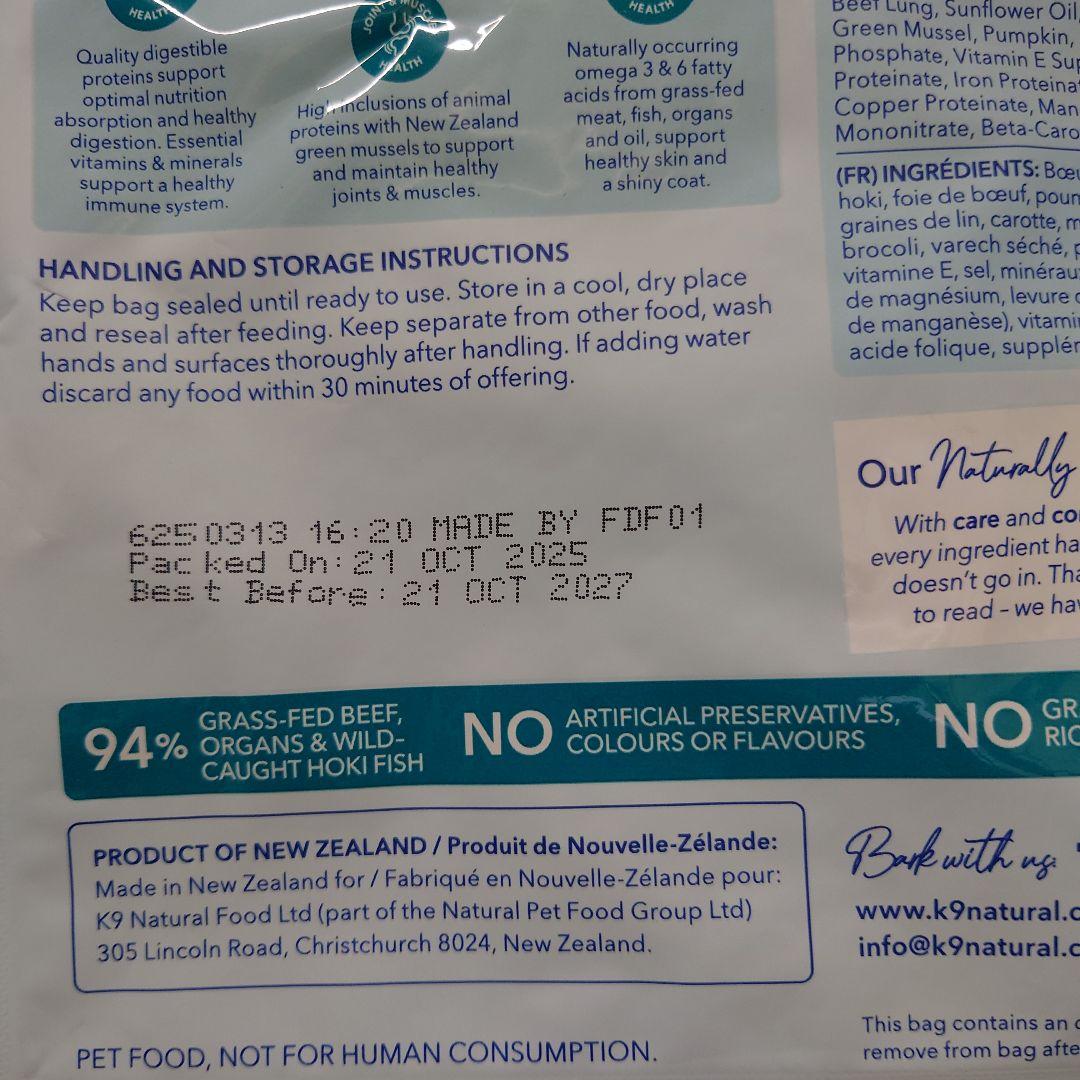 HEALTH
Quality digestible
proteins support
optimal nutrition
absorption and healthy
digestion. Essential
vitamins & minerals
support a healthy
immune system.
JOINT & MUSCLE
HEALTH
High inclusions of animal
proteins with New Zealand
green mussels to support
and maintain healthy
joints & muscles.
HEALTH
Naturally occurring
omega 3 & 6 fatty
acids from grass-fed
meat, fish, organs
and oil, support
healthy skin and
a shiny coat.
HANDLING AND STORAGE INSTRUCTIONS
Keep bag sealed until ready to use. Store in a cool, dry place
and reseal after feeding. Keep separate from other food, wash
hands and surfaces thoroughly after handling. If adding water
discard any food within 30 minutes of offering.
6250313 16:20 MADE BY FDF01
Packed On: 21 OCT 2025
Best Before: 21 OCT 2027
94% GRASS-FED BEEF,
ORGANS & WILD-
CAUGHT HOKI FISH
NO ARTIFICIAL PRESERVATIVES,
COLOURS OR FLAVOURS
NO
PRODUCT OF NEW ZEALAND / Produit de Nouvelle-Zélande:
Made in New Zealand for / Fabriqué en Nouvelle-Zélande pour:
K9 Natural Food Ltd (part of the Natural Pet Food Group Ltd)
305 Lincoln Road, Christchurch 8024, New Zealand.
PET FOOD, NOT FOR HUMAN CONSUMPTION.
Beef Lung, Sunflower Oil,
Green Mussel, Pumpkin,
Phosphate, Vitamin E
Proteinate, Iron
Copper Proteinate,
Mononitrate,
(FR) INGRÉDIENTS:
hoki, foie de bœuf,
graines de lin, carotte,
brocoli, varech séché,
vitamine E, sel,
de magnésium, levure
de manganèse),
acide folique,
Our Naturally
With care and
every ingredient
doesn't go in.
to read - we
Bark with us:
www.k9natural.c
info@k9natural.c
This bag contains an
remove from bag